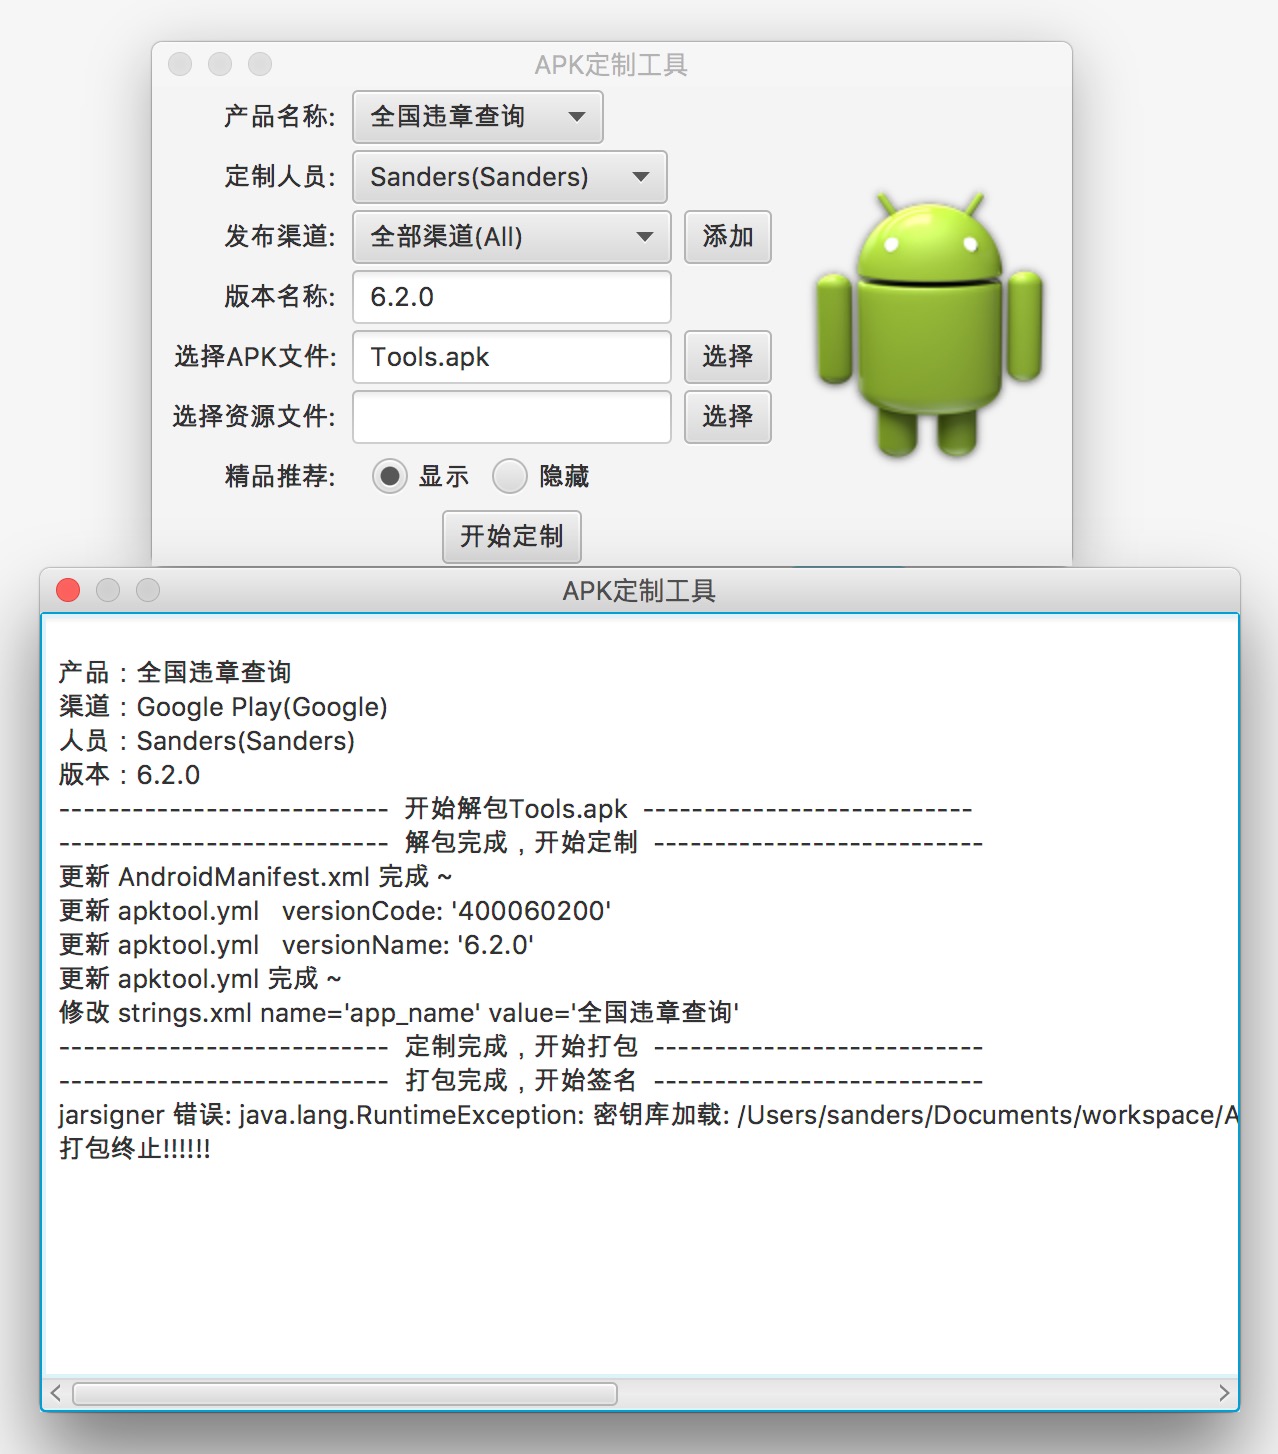 APK定制工具
产品名称: 全国违章查询
定制人员: Sanders(Sanders)
发布渠道: 全部渠道(All) 添加
版本名称: 6.2.0
选择APK文件: Tools.apk 选择
选择资源文件: 选择
精品推荐: 显示 隐藏
开始定制
APK定制工具
产品：全国违章查询
渠道：Google Play(Google)
人员：Sanders(Sanders)
版本：6.2.0
--------------------------- 开始解包Tools.apk ---------------------------
--------------------------- 解包完成，开始定制 ---------------------------
更新 AndroidManifest.xml 完成 ~
更新 apktool.yml   versionCode: '400060200'
更新 apktool.yml   versionName: '6.2.0'
更新 apktool.yml 完成 ~
修改 strings.xml name='app_name' value='全国违章查询'
--------------------------- 定制完成，开始打包 ---------------------------
--------------------------- 打包完成，开始签名 ---------------------------
jarsigner 错误: java.lang.RuntimeException: 密钥库加载: /Users/sanders/Documents/workspace/A
打包终止!!!!!!